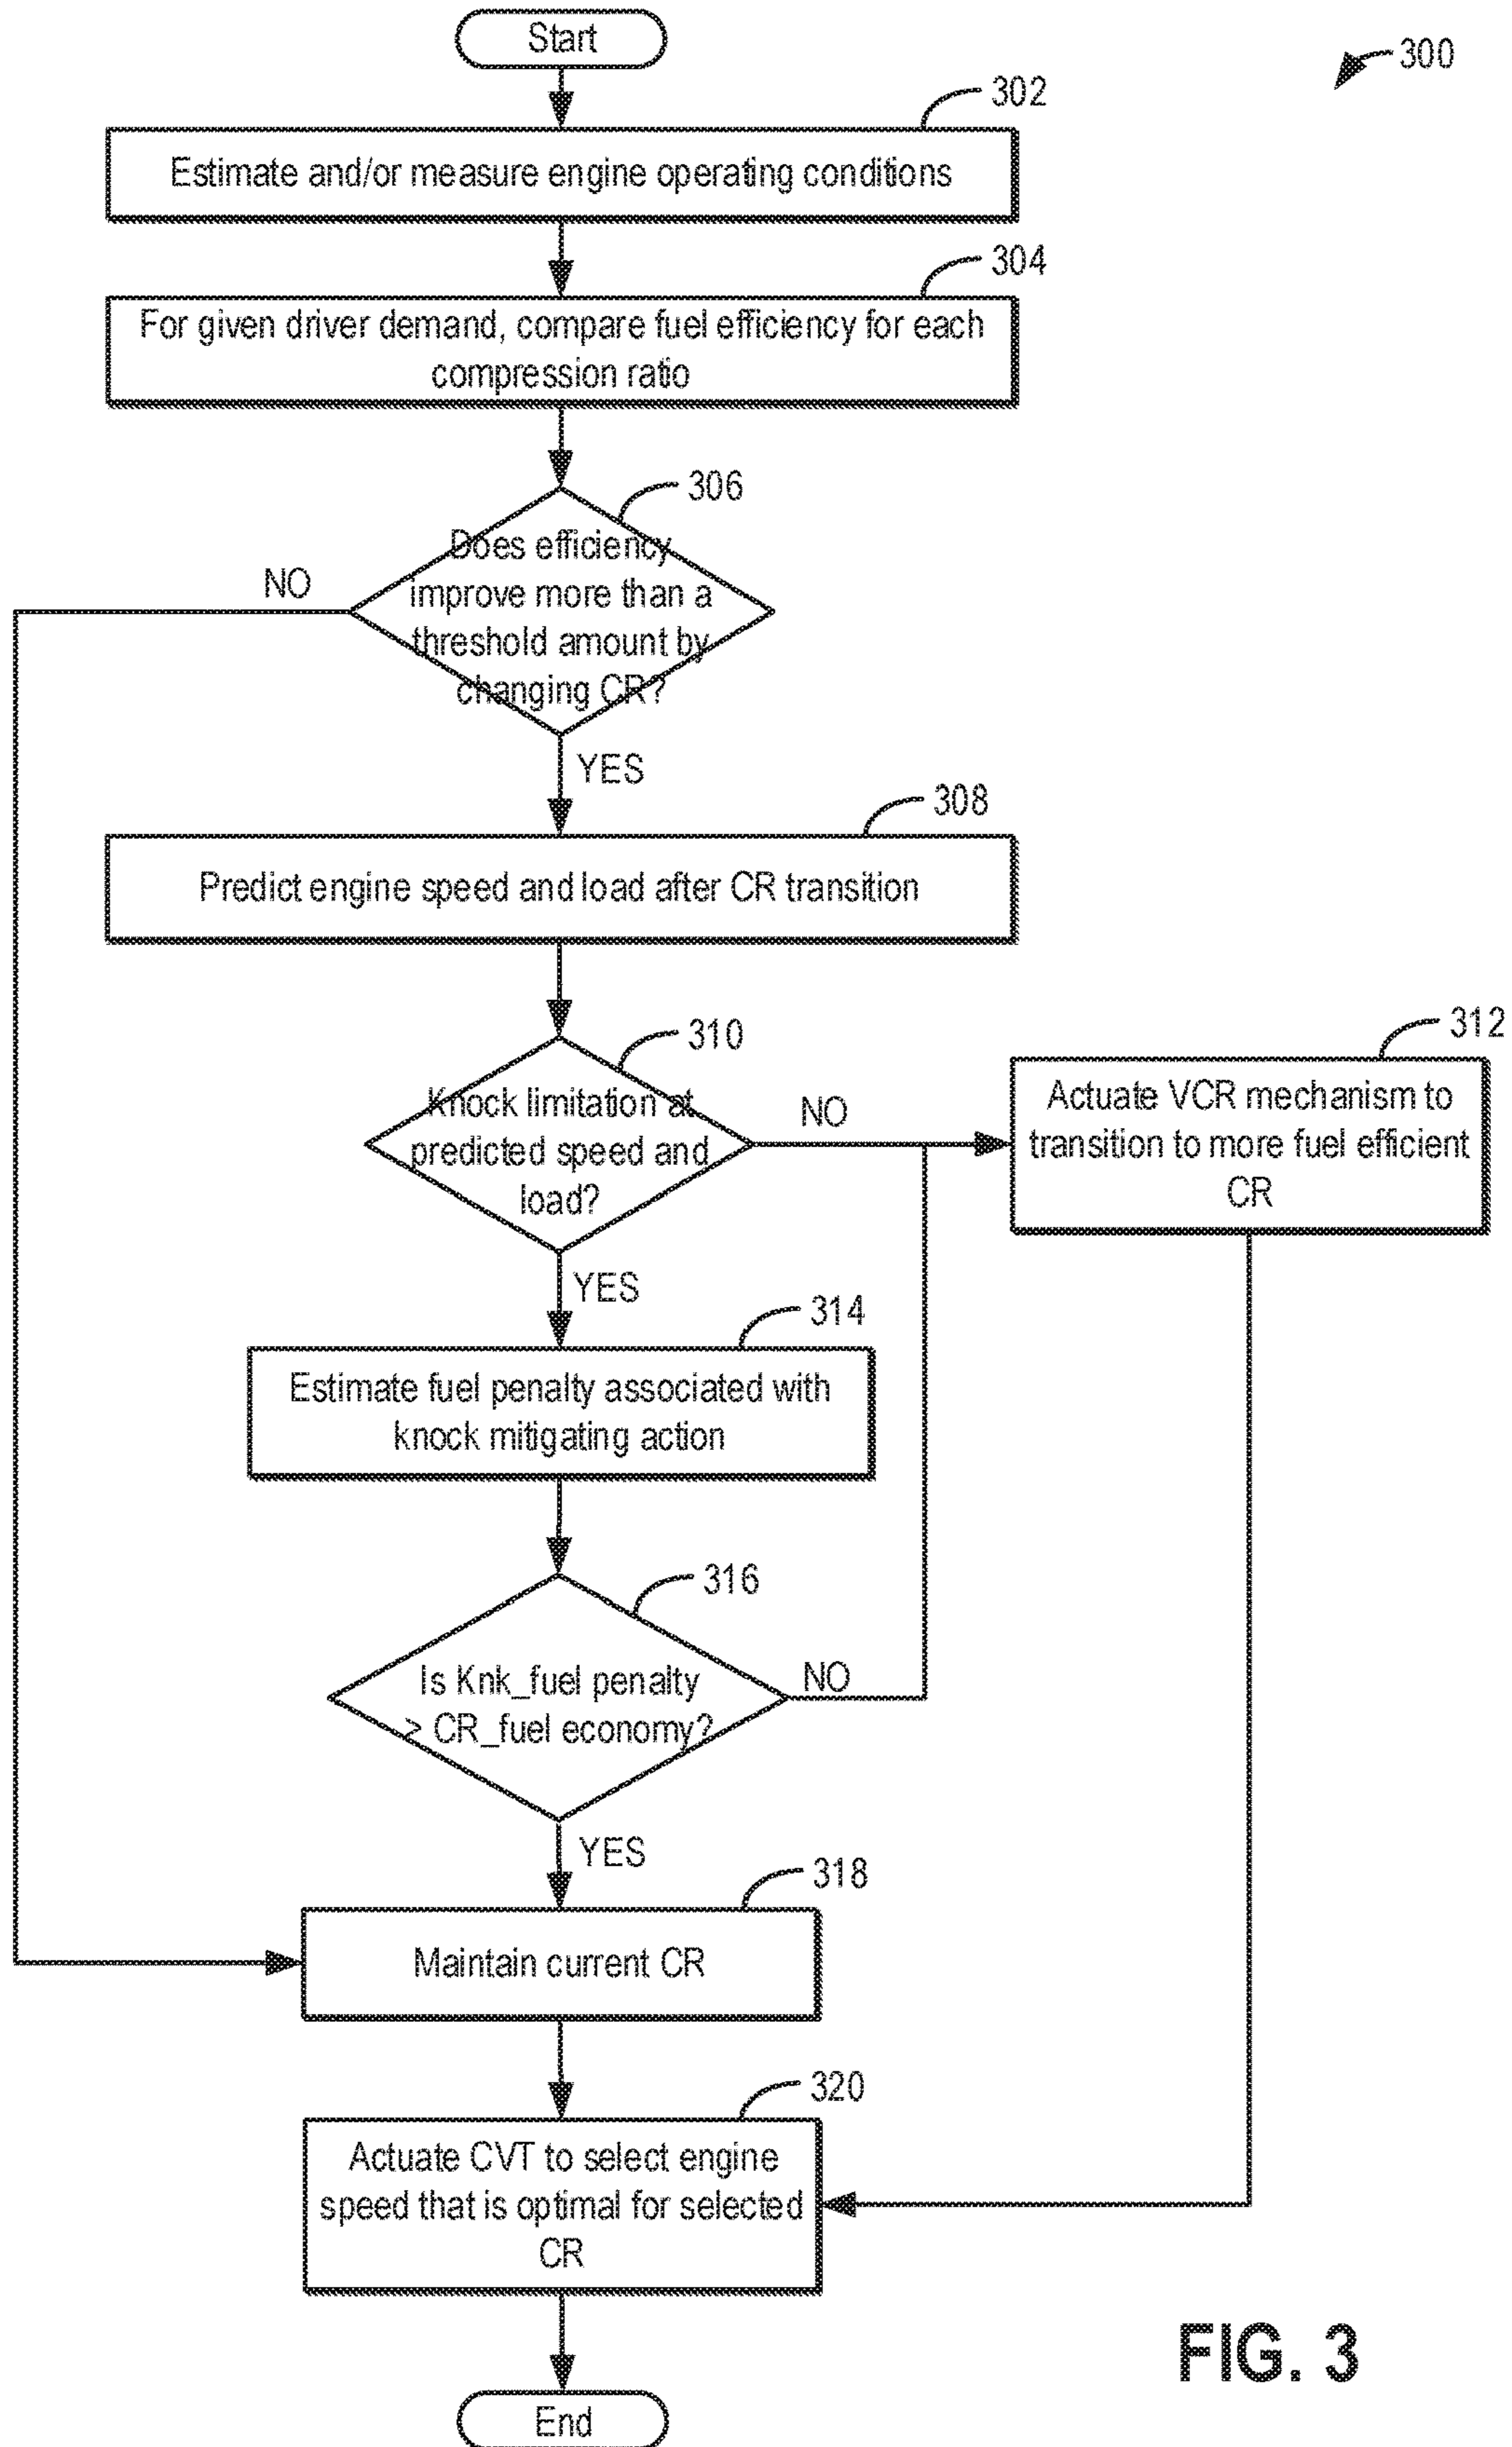 Start
300
302
Estimate and/or measure engine operating conditions
304
For given driver demand, compare fuel efficiency for each
compression ratio
306
Does efficiency
improve more than a
threshold amount by
changing CR?
NO
YES
308
Predict engine speed and load after CR transition
310
Knock limitation at
predicted speed and
load?
NO
312
Actuate VCR mechanism to
transition to more fuel efficient
CR
YES
314
Estimate fuel penalty associated with
knock mitigating action
316
Is Knk_fuel penalty
> CR_fuel economy?
NO
YES
318
Maintain current CR
320
Actuate CVT to select engine
speed that is optimal for selected
CR
End
FIG. 3